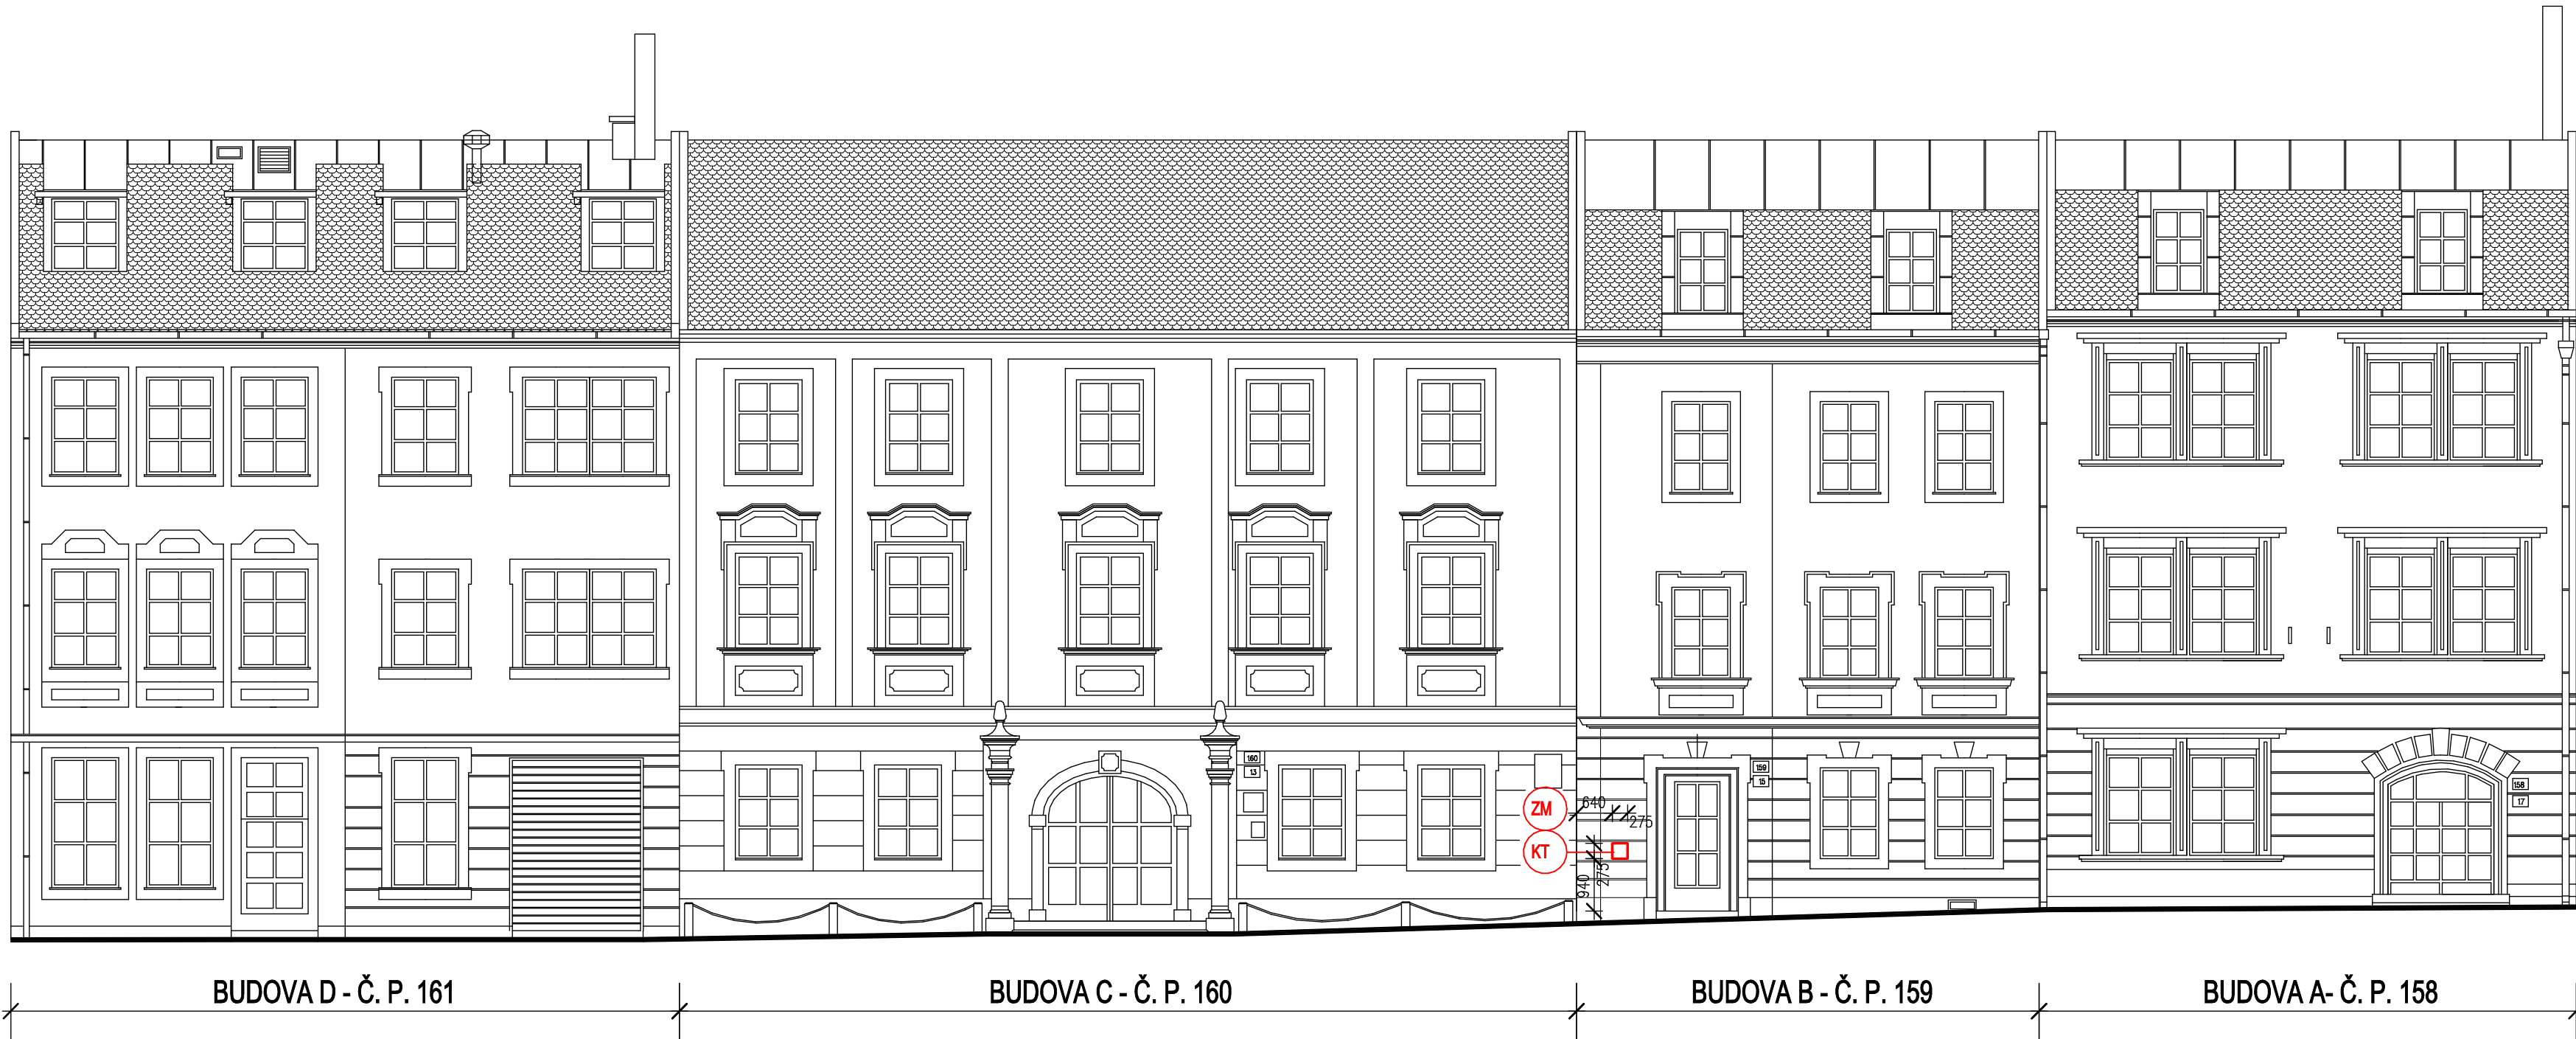 160
13
159
15
158
17
ZM
640
275
KT
275
940
BUDOVA D - Č. P. 161
BUDOVA C - Č. P. 160
BUDOVA B - Č. P. 159
BUDOVA A- Č. P. 158